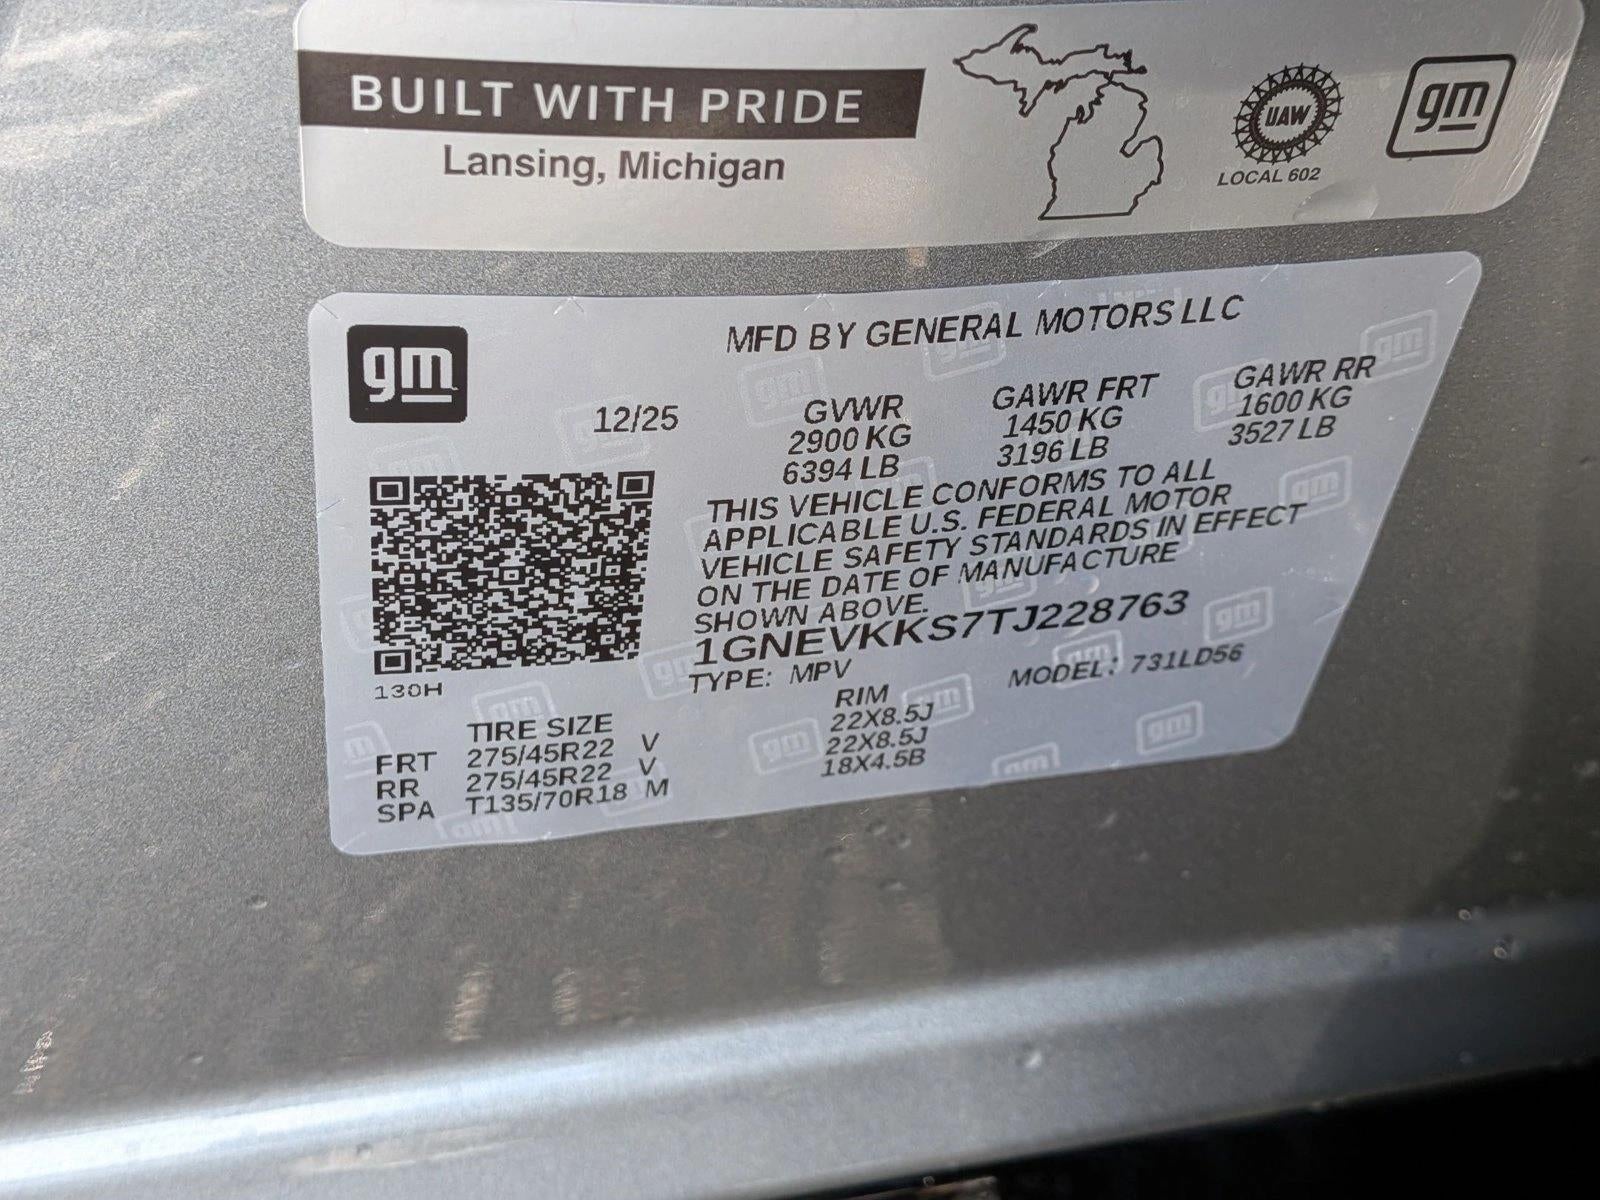 BUILT WITH PRIDE
Lansing, Michigan
UAW
LOCAL 602
gm
gm
MFD BY GENERAL MOTORS LLC
12/25
GVWR
2900 KG
6394 LB
GAWR FRT
1450 KG
3196 LB
GAWR RR
1600 KG
3527 LB
THIS VEHICLE CONFORMS TO ALL
APPLICABLE U.S. FEDERAL MOTOR
VEHICLE SAFETY STANDARDS IN EFFECT
ON THE DATE OF MANUFACTURE
SHOWN ABOVE.
1GNEVKKS7TJ228763
TYPE: MPV
MODEL: 731LD56
130H
TIRE SIZE
RIM
FRT 275/45R22 V 22X8.5J
RR 275/45R22 V 22X8.5J
SPA T135/70R18 M 18X4.5B